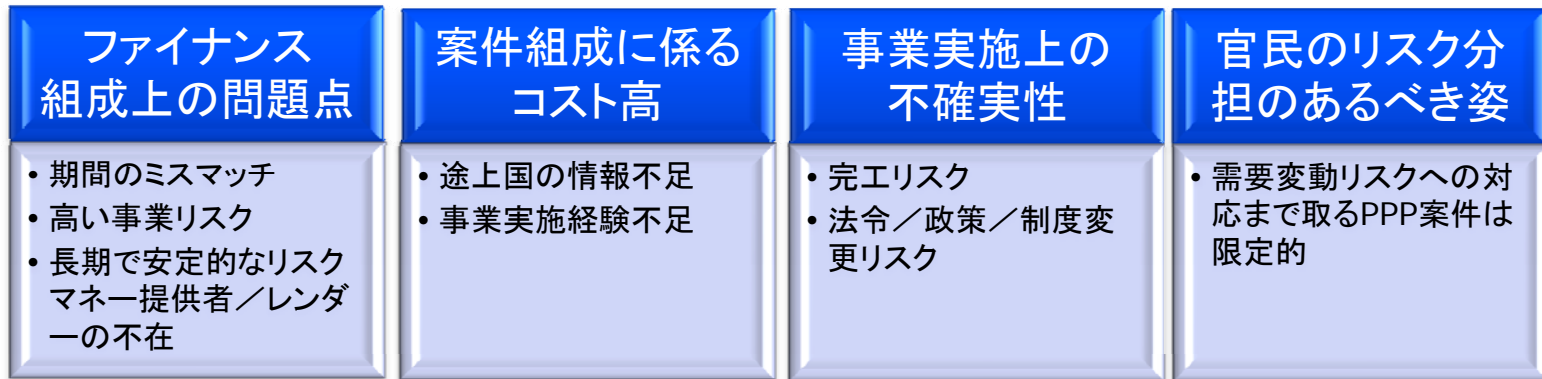 ファイナンス
組成上の問題点
• 期間のミスマッチ
• 高い事業リスク
• 長期で安定的なリスク
マネー提供者／レンダ
ーの不在
案件組成に係る
コスト高
• 途上国の情報不足
• 事業実施経験不足
事業実施上の
不確実性
• 完工リスク
• 法令／政策／制度変
更リスク
官民のリスク分
担のあるべき姿
• 需要変動リスクへの対
応まで取るPPP案件は
限定的